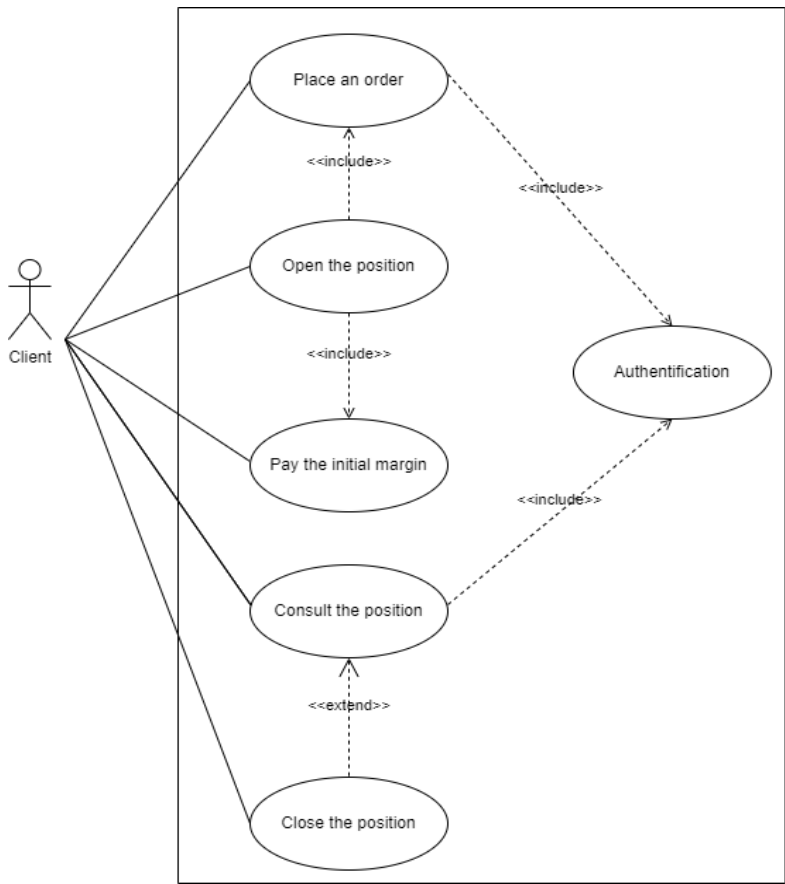 Place an order
<<include>>
<<include>>
Open the position
Client
<<include>>
Authentification
Pay the initial margin
<<include>>
Consult the position
<<extend>>
Close the position